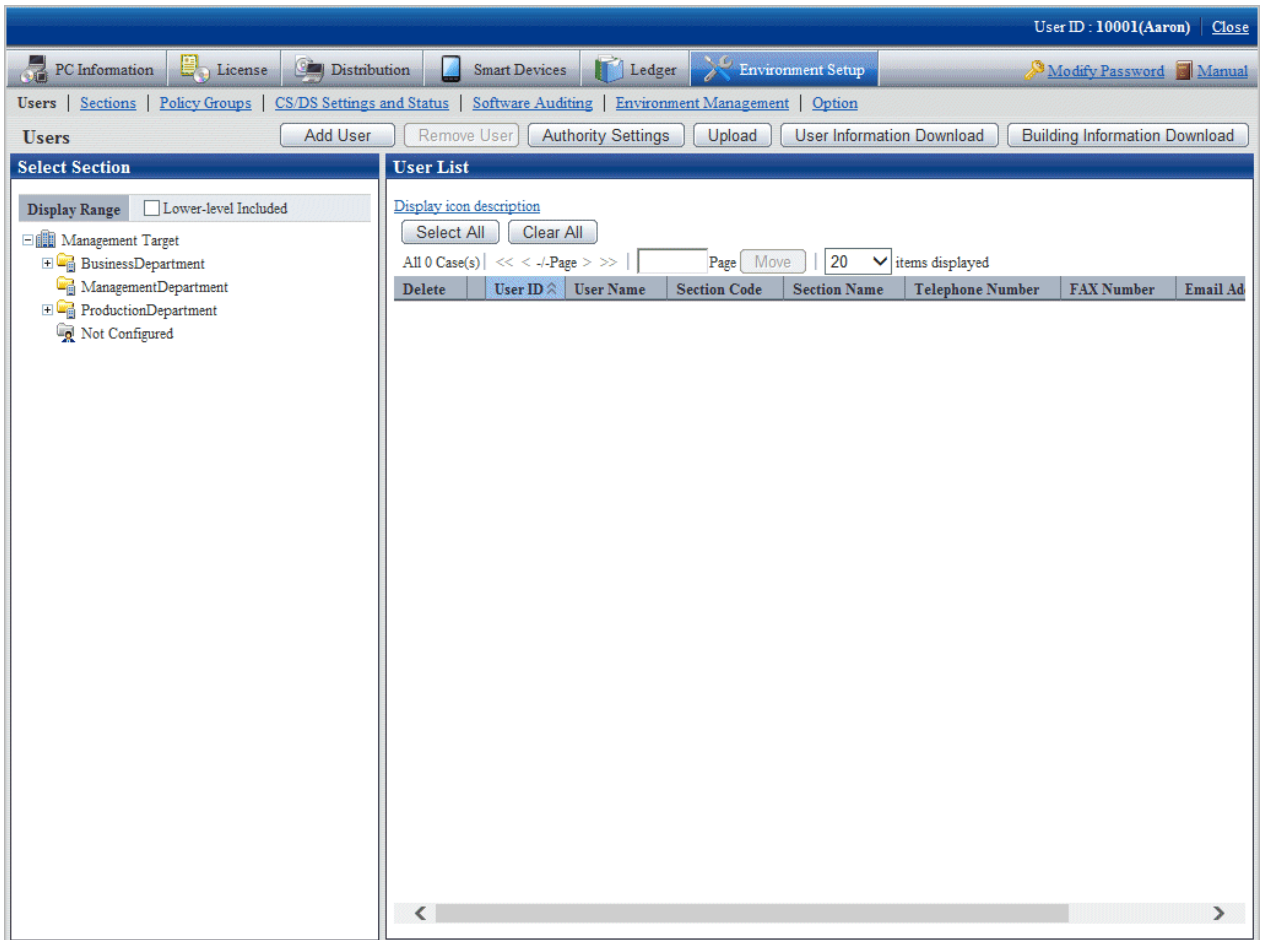 User ID : 10001(Aaron) Close
PC Information License Distribution Smart Devices Ledger Environment Setup Modify Password Manual
Users | Sections | Policy Groups | CS/DS Settings and Status | Software Auditing | Environment Management | Option
Users Add User Remove User Authority Settings Upload User Information Download Building Information Download
Select Section
Display Range Lower-level Included
Management Target
BusinessDepartment
ManagementDepartment
ProductionDepartment
Not Configured
User List
Display icon description
Select All Clear All
All 0 Case(s) | << < -/-Page > >> | Page Move | 20 items displayed
Delete User ID User Name Section Code Section Name Telephone Number FAX Number Email Ad